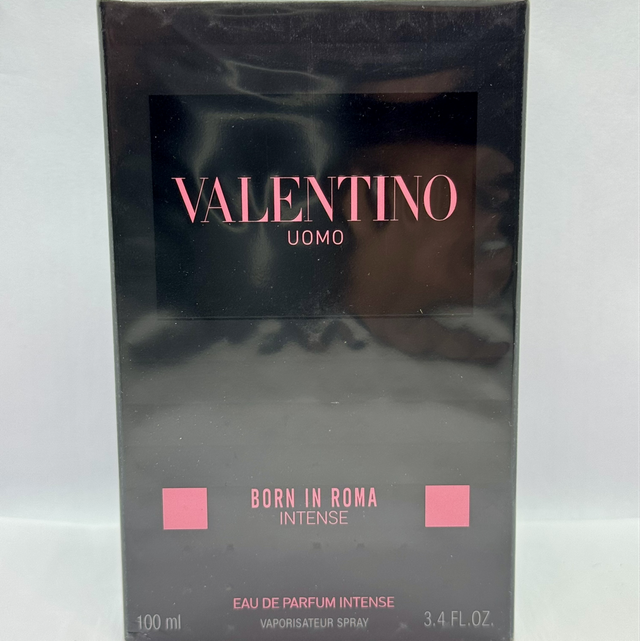 VALENTINO
UOMO
BORN IN ROMA
INTENSE
EAU DE PARFUM INTENSE
100 ml VAPORISATEUR SPRAY 3.4 FL.OZ.